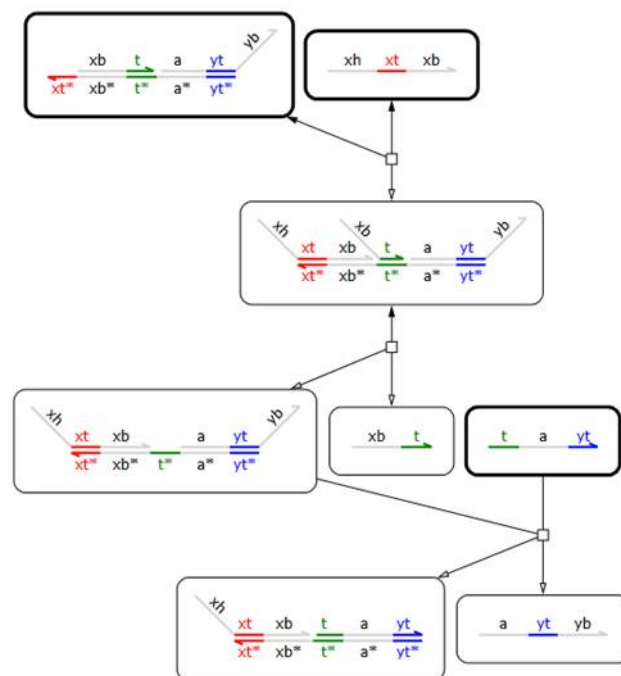 xb t a yt yb
xt* xb* t* a* yt*
xh xt xb
xh xt xb xb t a yt yb
xt* xb* t* a* yt*
xh xt xb a yt yb
xt* xb* t* a* yt*
xb t
t a yt
xh xt xb t a yt
xt* xb* t* a* yt*
a yt yb